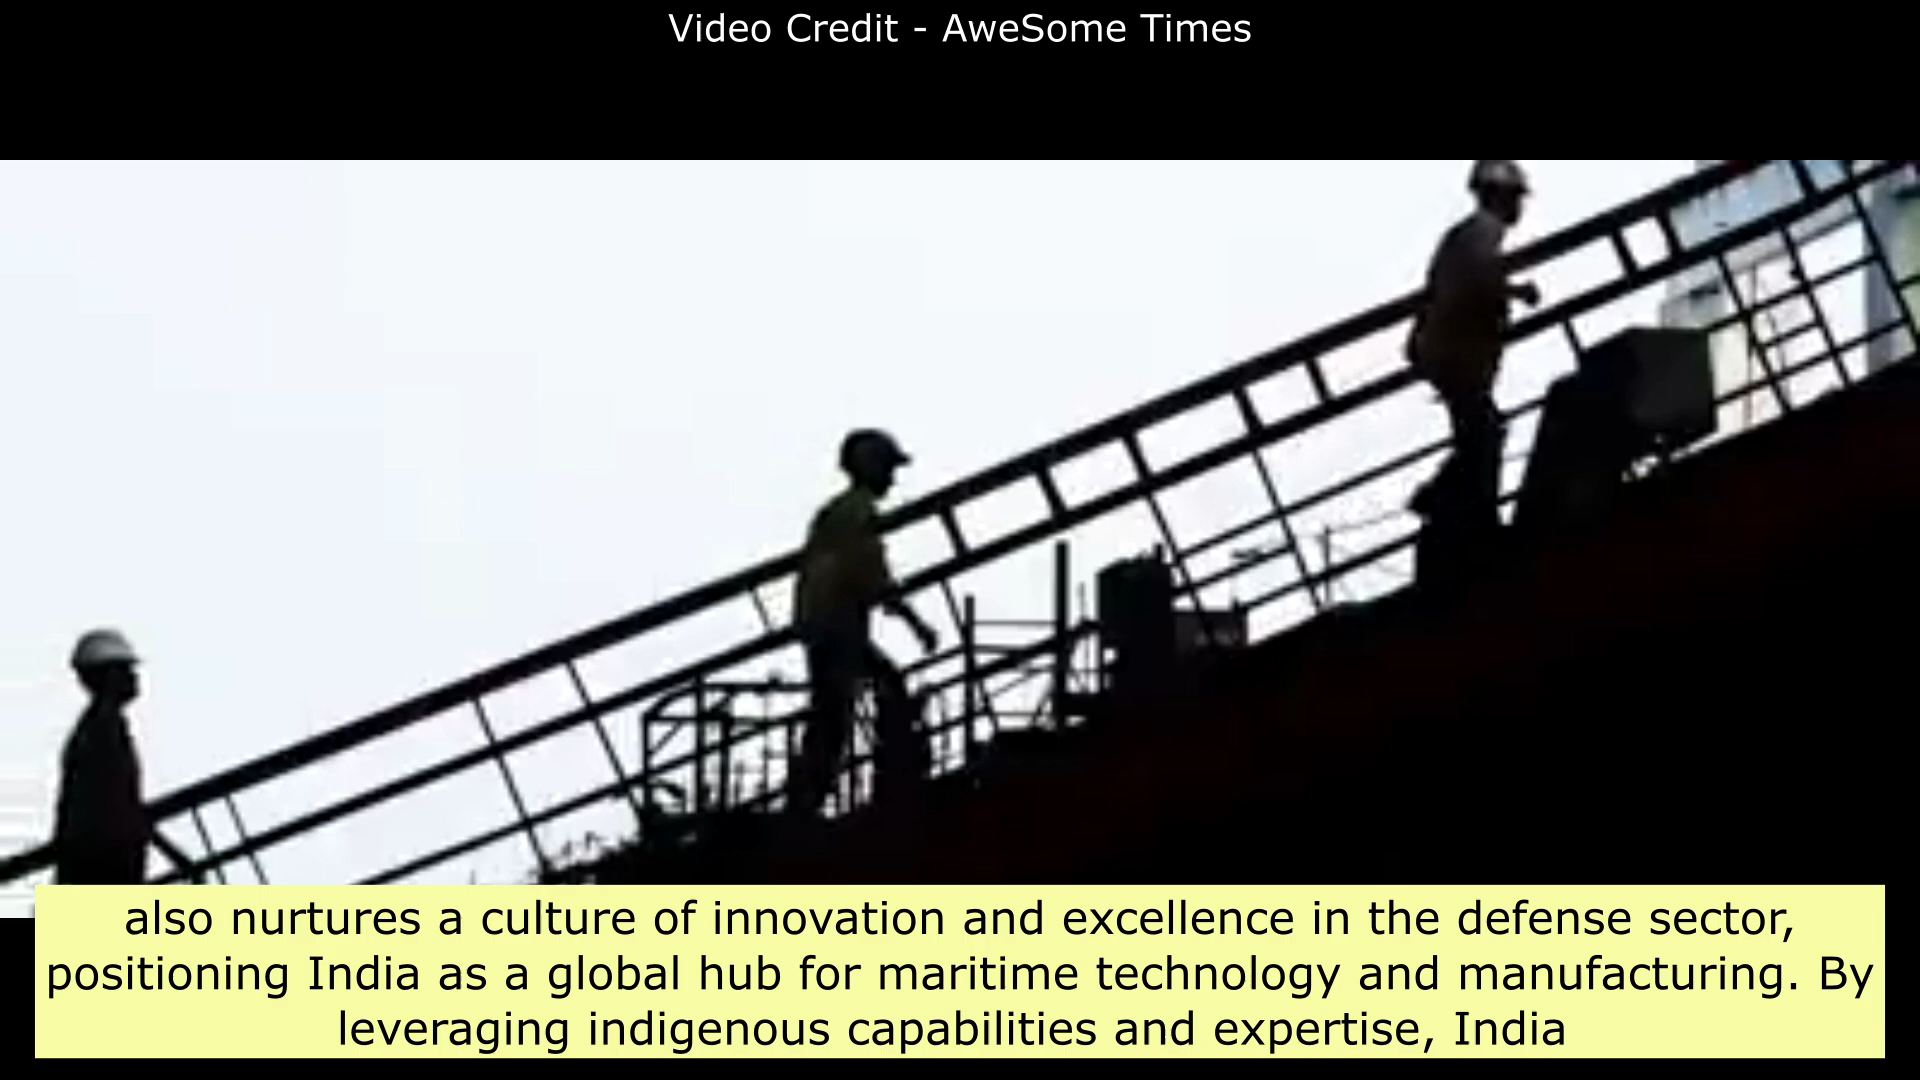 Video Credit - AweSome Times
also nurtures a culture of innovation and excellence in the defense sector,
positioning India as a global hub for maritime technology and manufacturing. By
leveraging indigenous capabilities and expertise, India